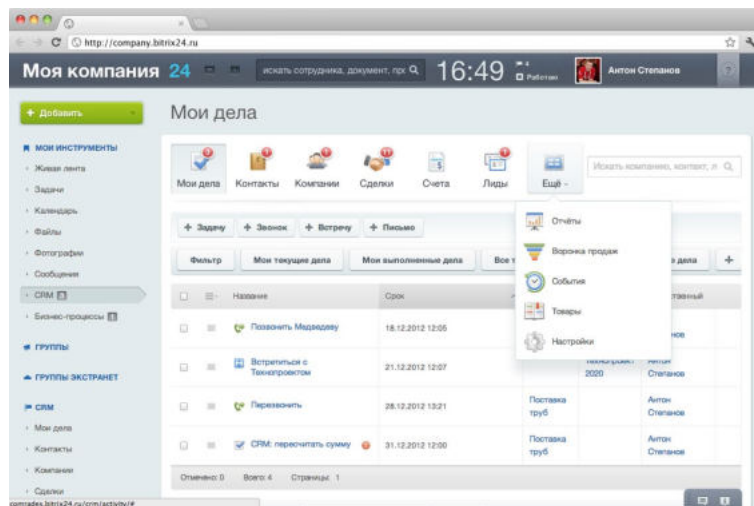 http://company.bitrix24.ru
Моя компания 24
искать сотрудника, документ, прс
16:49
Работаю
Антон Степанов
?
+ Добавить
Мои дела
МОИ ИНСТРУМЕНТЫ
Живая лента
Задачи
Календарь
Файлы
Фотографии
Сообщения
CRM
Бизнес-процессы
ГРУППЫ
ГРУППЫ ЭКСТРАНЕТ
CRM
Мои дела
Контакты
Компании
Сделки
Мои дела
Контакты
Компании
Сделки
Счета
Лиды
Ещё
Искать компанию, контакт, л
+ Задачу
+ Звонок
+ Встречу
+ Письмо
Фильтр
Мои текущие дела
Мои выполненные дела
Все т
дела
+
Отчёты
Воронка продаж
События
Товары
Настройки
Название
Срок
Позвонить Медведеву
18.12.2012 12:05
Встретиться с
Технопроектом
21.12.2012 12:07
2020
Антон
Степанов
Перезвонить
28.12.2012 13:21
Поставка
труб
Антон
Степанов
CRM: пересчитать сумму
31.12.2012 12:00
Поставка
труб
Антон
Степанов
Отмечено: 0
Всего: 4
Страницы: 1
comrades.bitrix24.ru/crm/activity/#